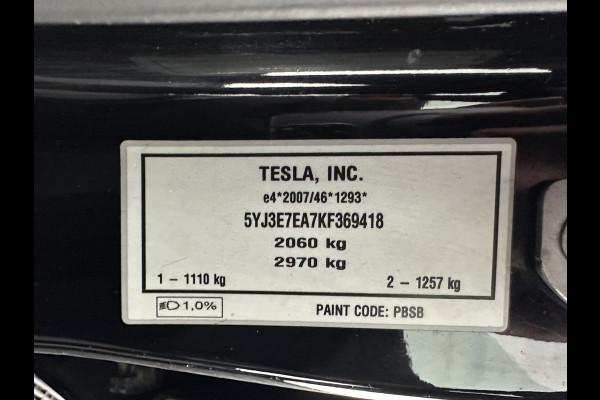 TESLA, INC.
e4*2007/46*1293*
5YJ3E7EA7KF369418
2060 kg
2970 kg
1 – 1110 kg 2 – 1257 kg
1,0% PAINT CODE: PBSB